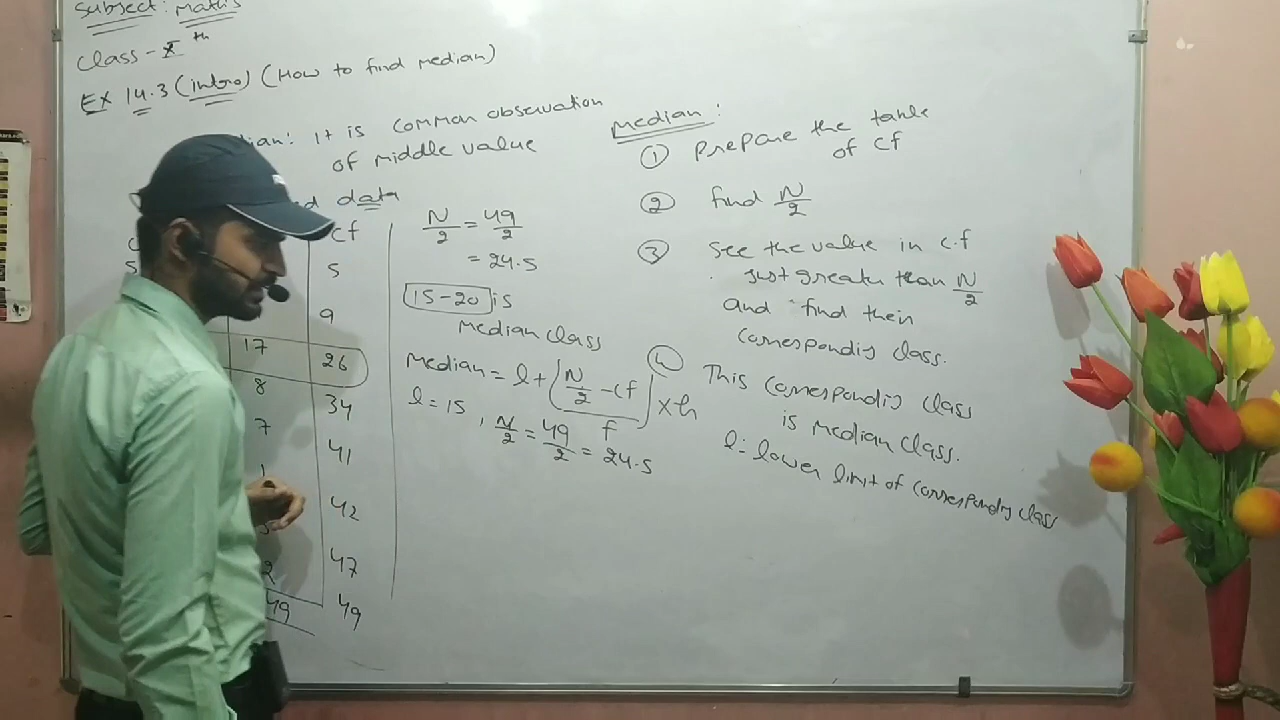 Subject: Maths
Class - X th
EX 14.3 (intro) (How to find median)
ian: It is common observation
of middle value
d data
cf
5
9
17 26
8 34
7 41
1 42
5 47
2
49 49
N/2 = 49/2
= 24.5
15-20 is
Median class
Median = l + (N/2 - cf / f) × h
l = 15, N/2 = 49/2 = 24.5
Median:
① Prepare the table
of cf
② find N/2
③ See the value in c.f
just greater than N/2
and find their
corresponding class.
④ This corresponding class
is median class.
l: lower limit of corresponding class